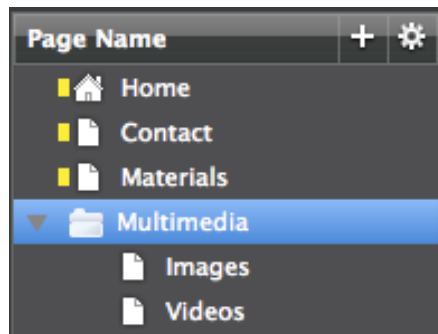 Page Name
Home
Contact
Materials
Multimedia
Images
Videos